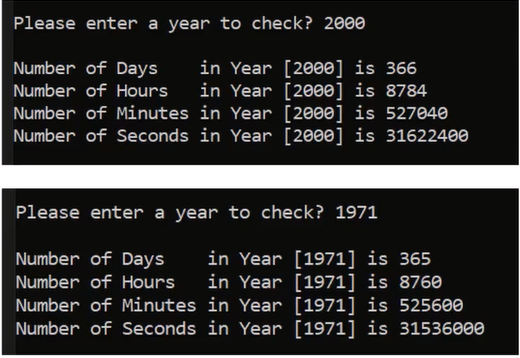 Please enter a year to check? 2000
Number of Days    in Year [2000] is 366
Number of Hours   in Year [2000] is 8784
Number of Minutes in Year [2000] is 527040
Number of Seconds in Year [2000] is 31622400
Please enter a year to check? 1971
Number of Days    in Year [1971] is 365
Number of Hours   in Year [1971] is 8760
Number of Minutes in Year [1971] is 525600
Number of Seconds in Year [1971] is 31536000